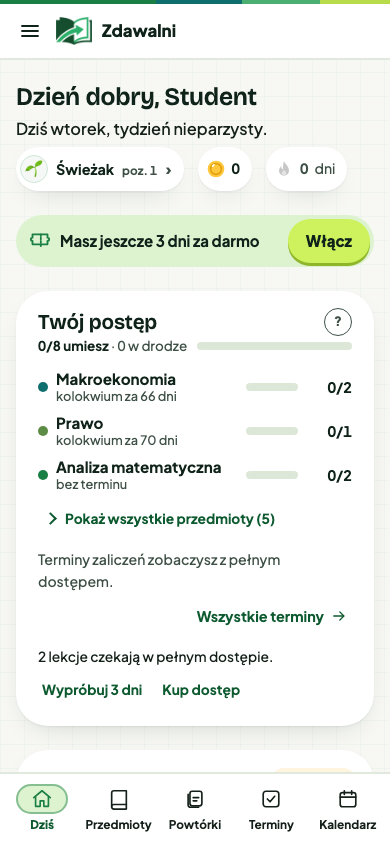 Zdawalni
Dzień dobry, Student
Dziś wtorek, tydzień nieparzysty.
Świeżak poz. 1 › 0 0 dni
Masz jeszcze 3 dni za darmo Włącz
Twój postęp ?
0/8 umiesz · 0 w drodze
Makroekonomia 0/2
kolokwium za 66 dni
Prawo 0/1
kolokwium za 70 dni
Analiza matematyczna 0/2
bez terminu
Pokaż wszystkie przedmioty (5)
Terminy zaliczeń zobaczysz z pełnym
dostępem.
Wszystkie terminy →
2 lekcje czekają w pełnym dostępie.
Wypróbuj 3 dni Kup dostęp
Dziś Przedmioty Powtórki Terminy Kalendarz